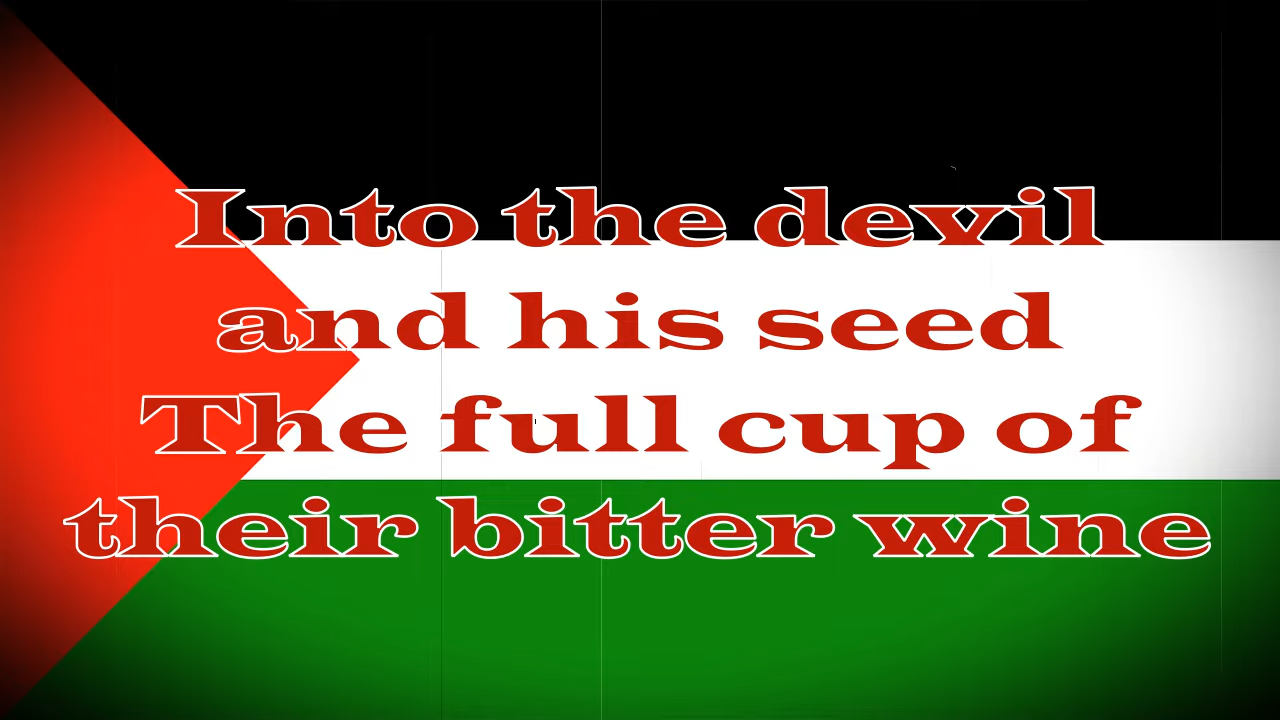 Into the devil
and his seed
The full cup of
their bitter wine